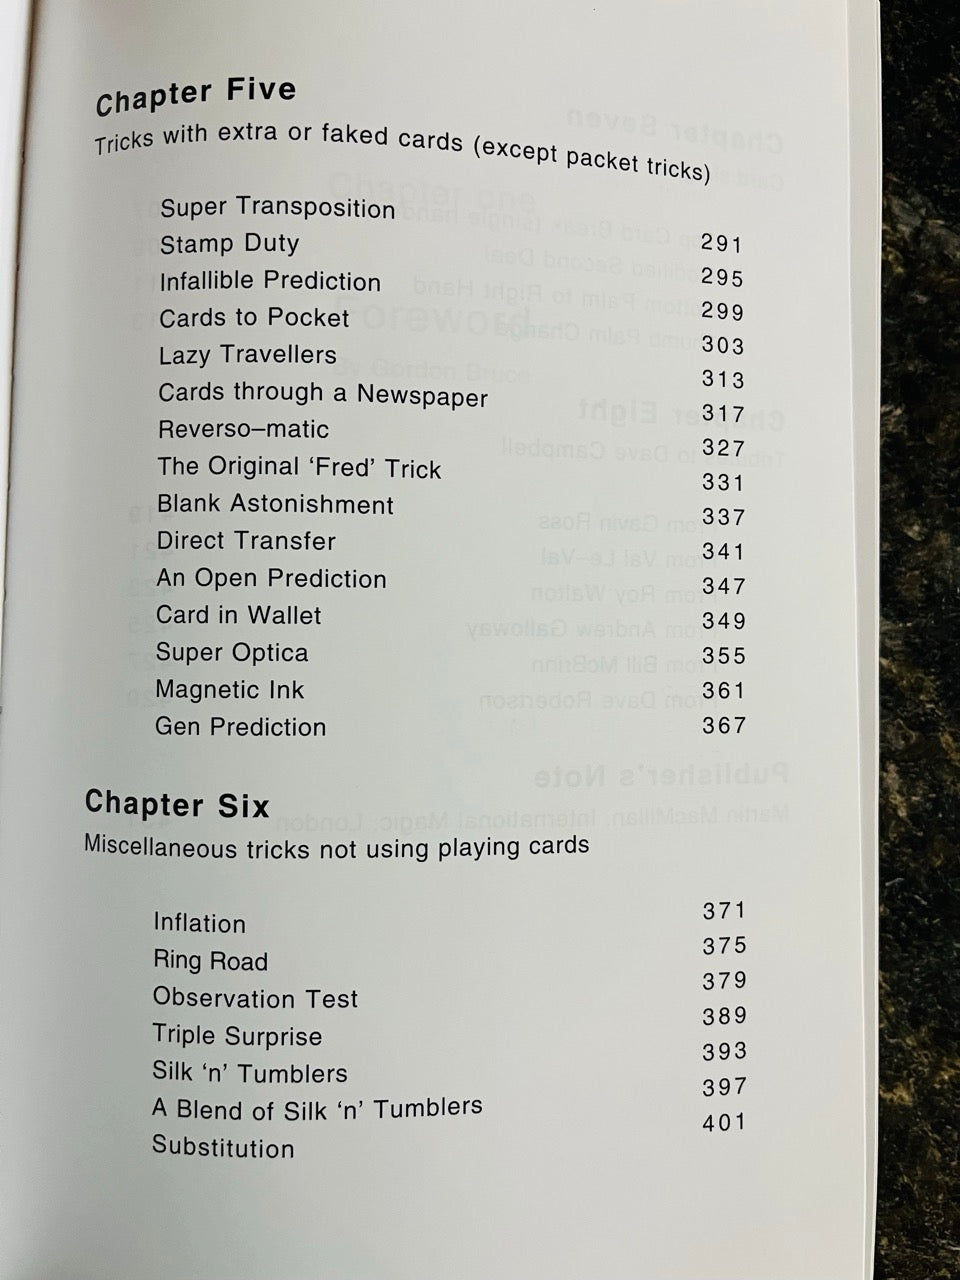 Chapter Five
Tricks with extra or faked cards (except packet tricks)
Super Transposition 291
Stamp Duty 295
Infallible Prediction 299
Cards to Pocket 303
Lazy Travellers 313
Cards through a Newspaper 317
Reverso–matic 327
The Original ‘Fred’ Trick 331
Blank Astonishment 337
Direct Transfer 341
An Open Prediction 347
Card in Wallet 349
Super Optica 355
Magnetic Ink 361
Gen Prediction 367
Chapter Six
Miscellaneous tricks not using playing cards
Inflation 371
Ring Road 375
Observation Test 379
Triple Surprise 389
Silk ‘n’ Tumblers 393
A Blend of Silk ‘n’ Tumblers 397
Substitution 401